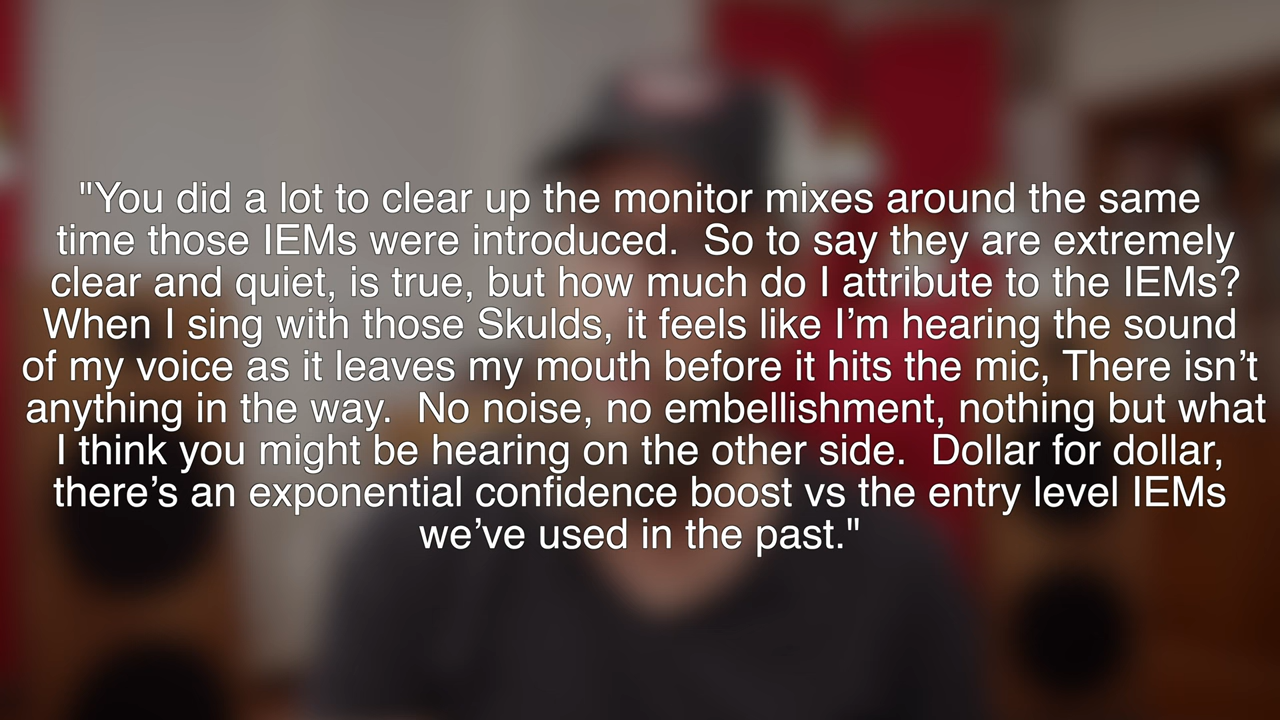 "You did a lot to clear up the monitor mixes around the same
time those IEMs were introduced.  So to say they are extremely
clear and quiet, is true, but how much do I attribute to the IEMs?
When I sing with those Skulds, it feels like I’m hearing the sound
of my voice as it leaves my mouth before it hits the mic, There isn’t
anything in the way.  No noise, no embellishment, nothing but what
I think you might be hearing on the other side.  Dollar for dollar,
there’s an exponential confidence boost vs the entry level IEMs
we’ve used in the past."